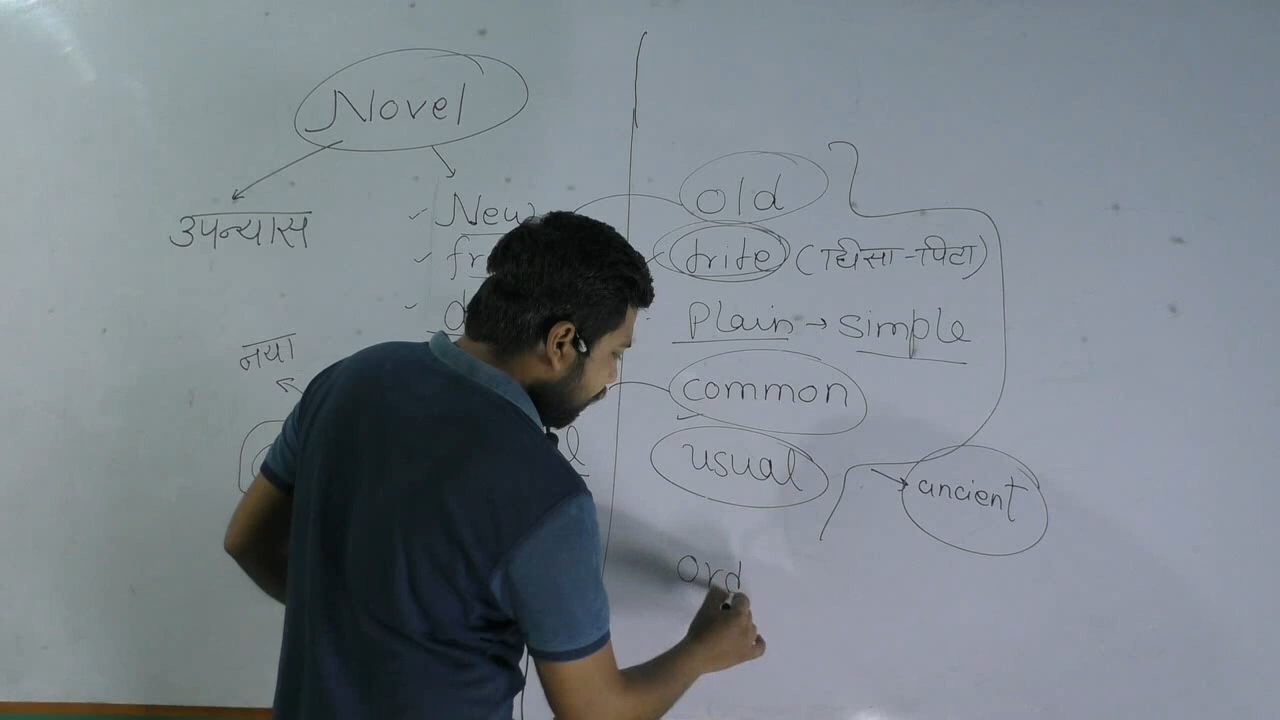 Novel
उपन्यास
New
नया
old
trite (घिसा-पिटा)
Plain → simple
common
usual
ancient
ord